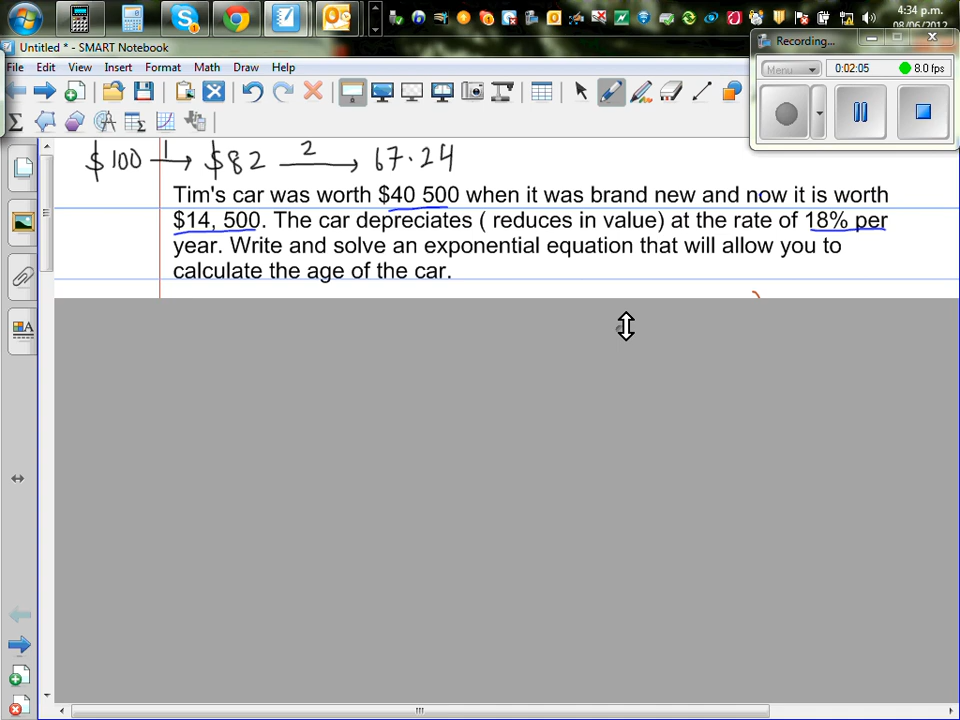 4:34 p.m.
08/06/2012
Untitled * - SMART Notebook
Recording...
File Edit View Insert Format Math Draw Help
Menu
0:02:05
8.0 fps
$100 1→ $82 2→ 67.24
Tim's car was worth $40 500 when it was brand new and now it is worth
$14, 500. The car depreciates ( reduces in value) at the rate of 18% per
year. Write and solve an exponential equation that will allow you to
calculate the age of the car.